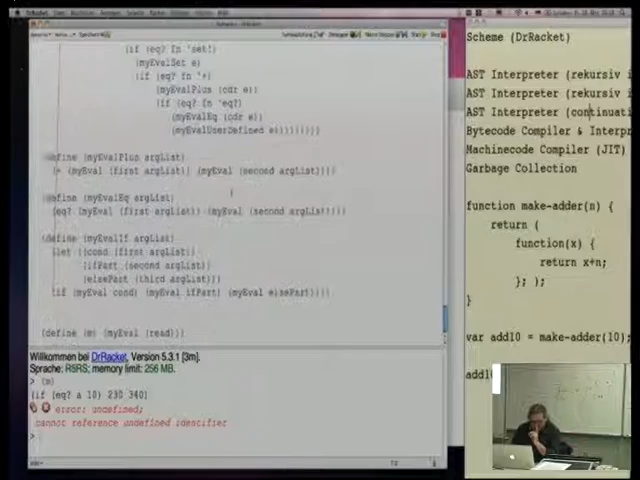 (if (eq? fn 'set!
(myEvalSet e)
(if (eq? fn '+)
(myEvalPlus (cdr e))
(if (eq? fn 'eq?)
(myEvalEq (cdr e))
(myEvalUserDefined e)))))))))
(define (myEvalPlus argList)
(+ (myEval (first argList)) (myEval (second argList))))
(define (myEvalEq argList)
(eq? (myEval (first argList)) (myEval (second argList))))
(define (myEvalIf argList)
(let ((cond (first argList))
(ifPart (second argList))
(elsePart (third argList)))
(if (myEval cond) (myEval ifPart) (myEval elsePart))))
(define (m) (myEval (read)))
Willkommen bei DrRacket, Version 5.3.1 [3m].
Sprache: R5RS; memory limit: 256 MB.
> (m)
(if (eq? a 10) 230 340)
error: undefined;
cannot reference undefined identifier
>
Scheme (DrRacket)
AST Interpreter (rekursiv i
AST Interpreter (rekursiv i
AST Interpreter (continuati
Bytecode Compiler & Interpr
Machinecode Compiler (JIT)
Garbage Collection
function make-adder(n) {
return (
function(x) {
return x+n;
}; );
}
var add10 = make-adder(10);
add1